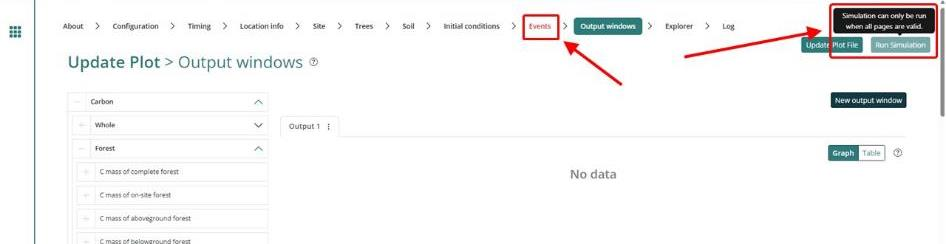 Simulation can only be run
when all pages are valid.
About > Configuration > Timing > Location info > Site > Trees > Soil > Initial conditions > Events > Output windows > Explorer > Log
Update Plot File
Run Simulation
Update Plot > Output windows ?
Carbon
New output window
Whole
Output 1
Forest
Graph Table ?
C mass of complete forest
No data
C mass of on-site forest
C mass of aboveground forest
C mass of belowground forest